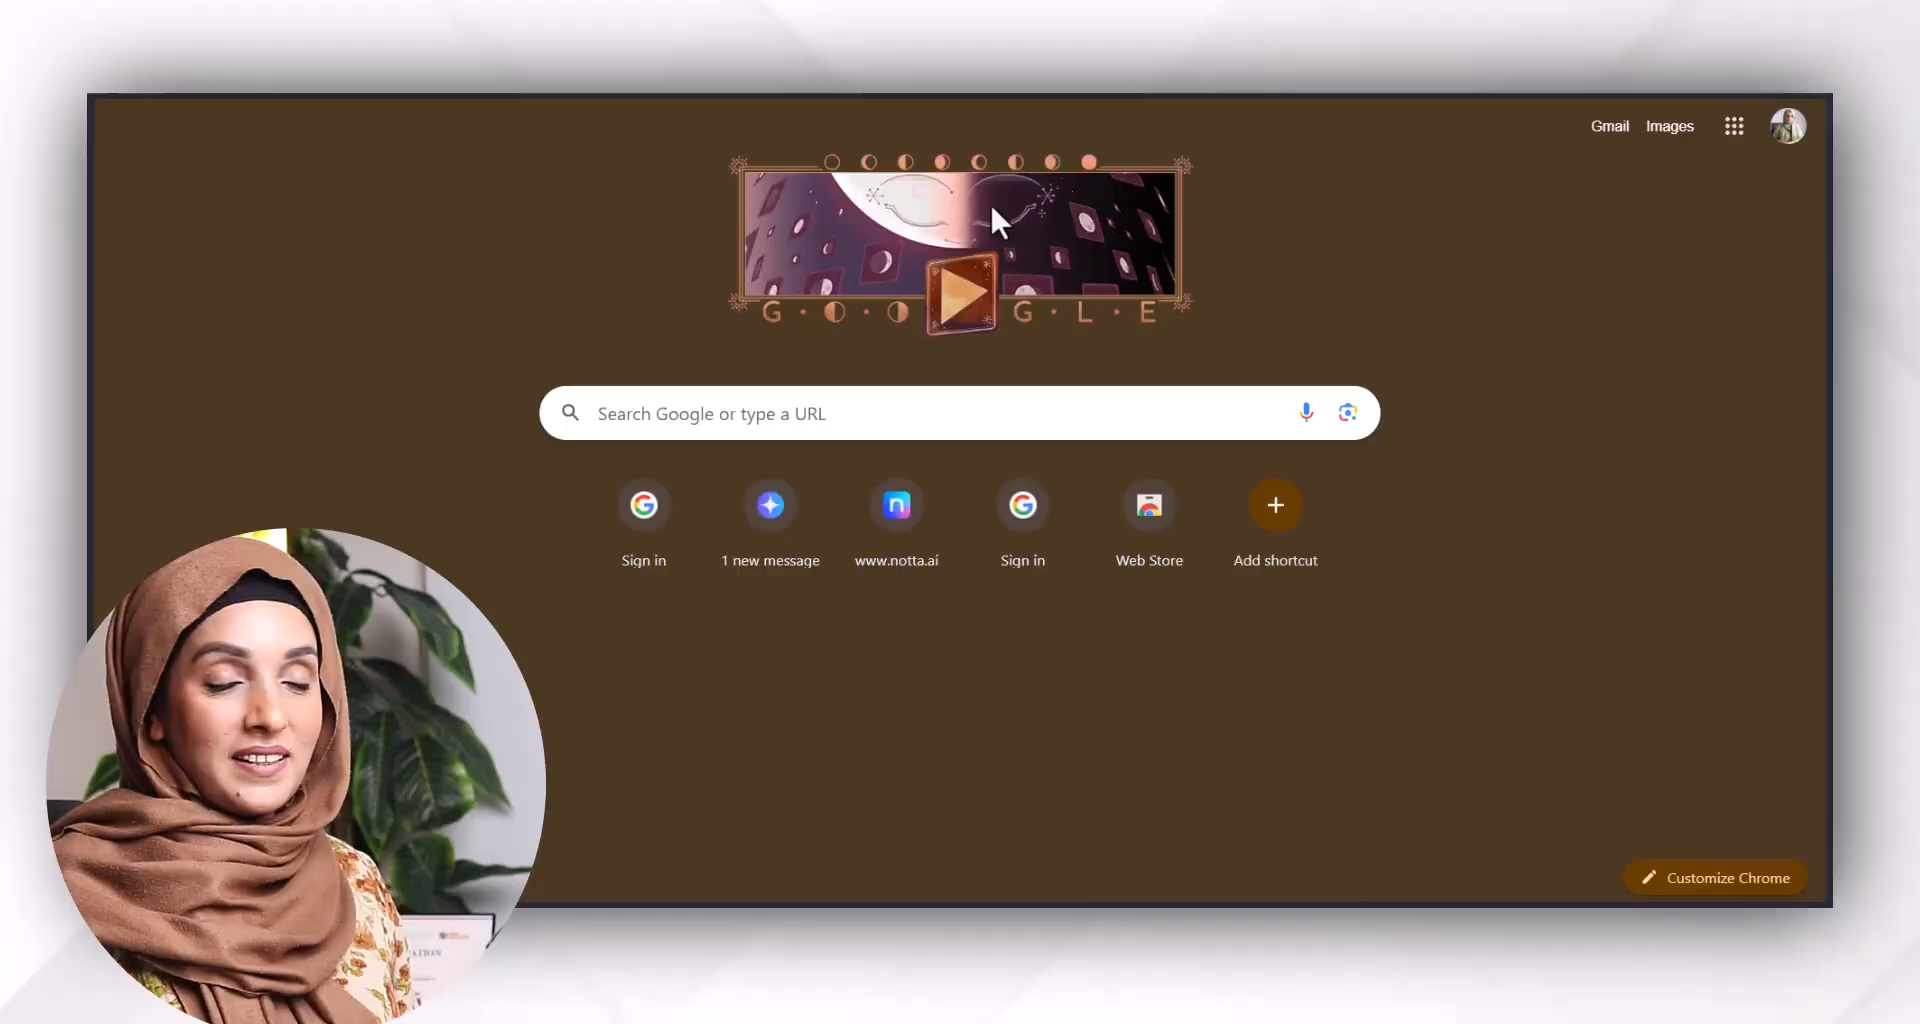 Gmail Images
G · O O G · L · E
Search Google or type a URL
n
Sign in
1 new message
www.notta.ai
Sign in
Web Store
Add shortcut
Customize Chrome